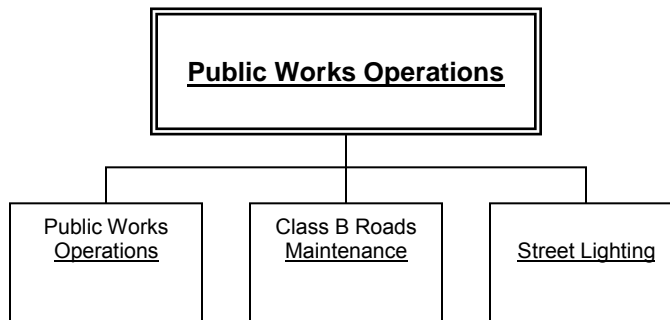 Public Works Operations
Public Works
Operations
Class B Roads
Maintenance
Street Lighting